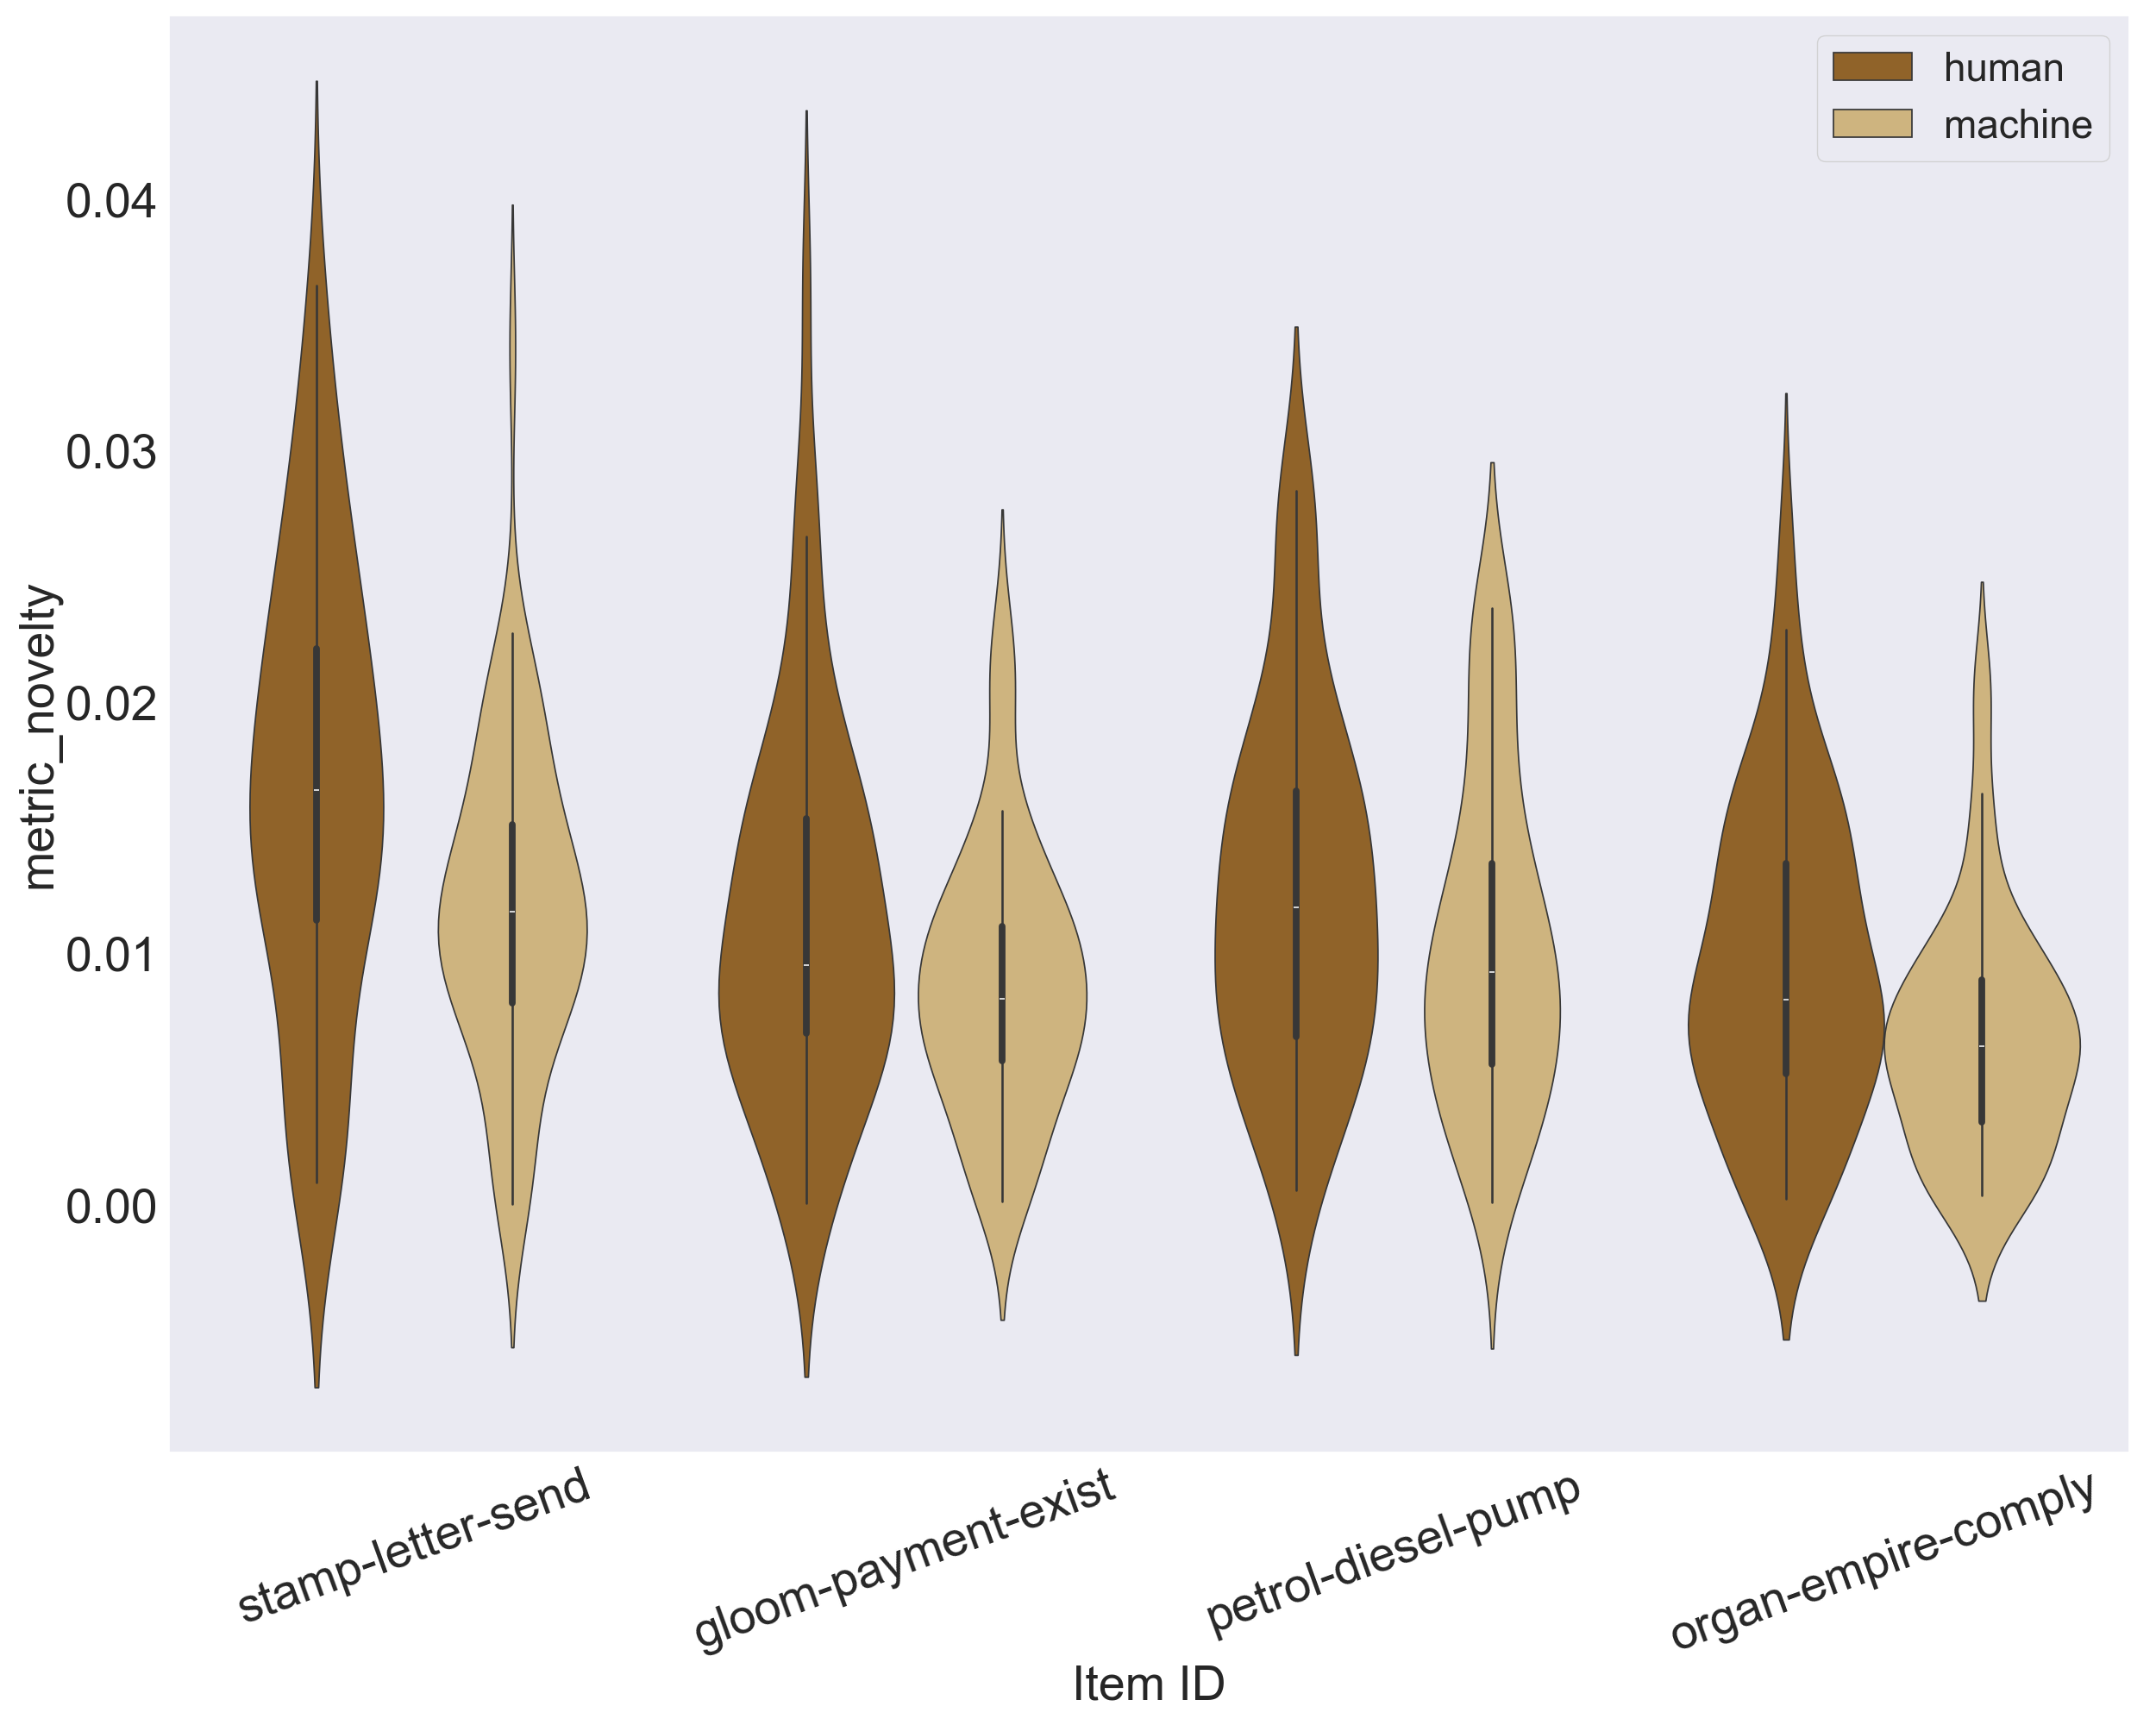 human
machine
0.04
0.03
0.02
0.01
0.00
metric_novelty
stamp-letter-send
gloom-payment-exist
petrol-diesel-pump
organ-empire-comply
Item ID